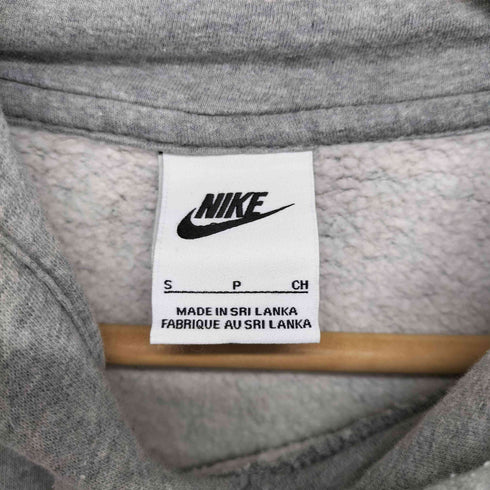 NIKE
S P CH
MADE IN SRI LANKA
FABRIQUE AU SRI LANKA